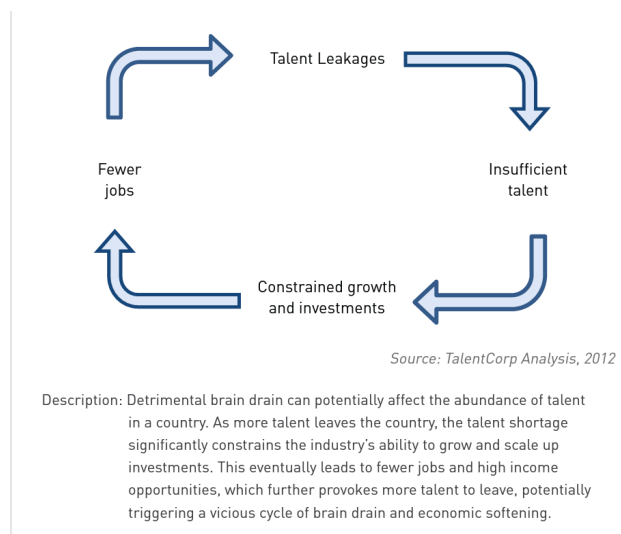 Talent Leakages
Fewer
jobs
Insufficient
talent
Constrained growth
and investments
Source: TalentCorp Analysis, 2012
Description: Detrimental brain drain can potentially affect the abundance of talent
in a country. As more talent leaves the country, the talent shortage
significantly constrains the industry’s ability to grow and scale up
investments. This eventually leads to fewer jobs and high income
opportunities, which further provokes more talent to leave, potentially
triggering a vicious cycle of brain drain and economic softening.